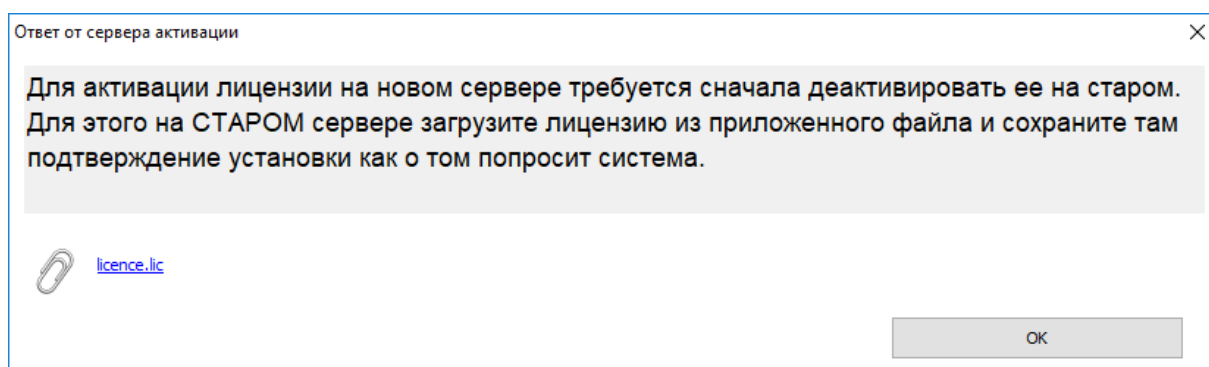 Ответ от сервера активации
Для активации лицензии на новом сервере требуется сначала деактивировать ее на старом.
Для этого на СТАРОМ сервере загрузите лицензию из приложенного файла и сохраните там
подтверждение установки как о том попросит система.
licence.lic
ОК